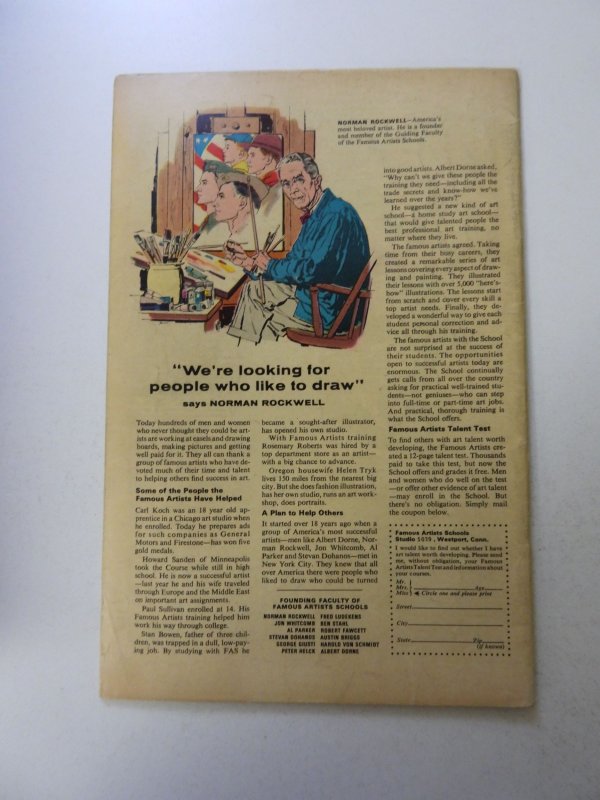 NORMAN ROCKWELL—America's
most beloved artist. He is a founder
and member of the Guiding Faculty
of the Famous Artists Schools.
"We're looking for
people who like to draw"
says NORMAN ROCKWELL
Today hundreds of men and women
who never thought they could be art-
ists are working at easels and drawing
boards, making pictures and getting
well paid for it. They all can thank a
group of famous artists who have de-
voted much of their time and talent
to helping others find success in art.
Some of the People the
Famous Artists Have Helped
Carl Koch was an 18 year old ap-
prentice in a Chicago art studio when
he enrolled. Today he prepares ads
for such companies as General
Motors and Firestone—has won five
gold medals.
Howard Sanden of Minneapolis
took the Course while still in high
school. He is now a successful artist
—last year he and his wife traveled
through Europe and the Middle East
on important art assignments.
Paul Sullivan enrolled at 14. His
Famous Artists training helped him
work his way through college.
Stan Bowen, father of three chil-
dren, was trapped in a dull, low-pay-
ing job. By studying with FAS he
became a sought-after illustrator,
has opened his own studio.
With Famous Artists training
Rosemary Roberts was hired by a
top department store as an artist—
with a big chance to advance.
Oregon housewife Helen Tryk
lives 150 miles from the nearest big
city. But she does fashion illustration,
has her own studio, runs an art work-
shop, does portraits.
A Plan to Help Others
It started over 18 years ago when a
group of America's most successful
artists—men like Albert Dorne, Nor-
man Rockwell, Jon Whitcomb, Al
Parker and Stevan Dohanos—met in
New York City. They knew that all
over America there were people who
liked to draw who could be turned
into good artists. Albert Dorne asked,
"Why can't we give these people the
training they need—including all the
trade secrets and know-how we've
learned over the years?"
He suggested a new kind of art
school—a home study art school—
that would give talented people the
best professional art training, no
matter where they live.
The famous artists agreed. Taking
time from their busy careers, they
created a remarkable series of art
lessons covering every aspect of draw-
ing and painting. They illustrated
their lessons with over 5,000 "here's-
how" illustrations. The lessons start
from scratch and cover every skill a
top artist needs. Finally, they de-
veloped a wonderful way to give each
student personal correction and ad-
vice all through his training.
The famous artists with the School
are not surprised at the success of
their students. The opportunities
open to successful artists today are
enormous. The School continually
gets calls from all over the country
asking for practical well-trained stu-
dents—not geniuses—who can step
into full-time or part-time art jobs.
And practical, thorough training is
what the School offers.
Famous Artists Talent Test
To find others with art talent worth
developing, the Famous Artists cre-
ated a 12-page talent test. Thousands
paid to take this test, but now the
School offers and grades it free. Men
and women who do well on the test
—or offer other evidence of art talent
—may enroll in the School. But
there's no obligation. Simply mail
the coupon below.
FOUNDING FACULTY OF
FAMOUS ARTISTS SCHOOLS
NORMAN ROCKWELL FRED LUDEKENS
JON WHITCOMB BEN STAHL
AL PARKER ROBERT FAWCETT
STEVAN DOHANOS AUSTIN BRIGGS
GEORGE GIUSTI HAROLD VON SCHMIDT
PETER HELCK ALBERT DORNE
Famous Artists Schools
Studio, Westport, Conn.
I would like to find out whether I have
art talent worth developing. Please send
me, without obligation, your Famous
Artists Talent Test and information about
your courses.
Mr.
Mrs. Age
Miss Circle one and please print
Street
City
State Zip
(if known)